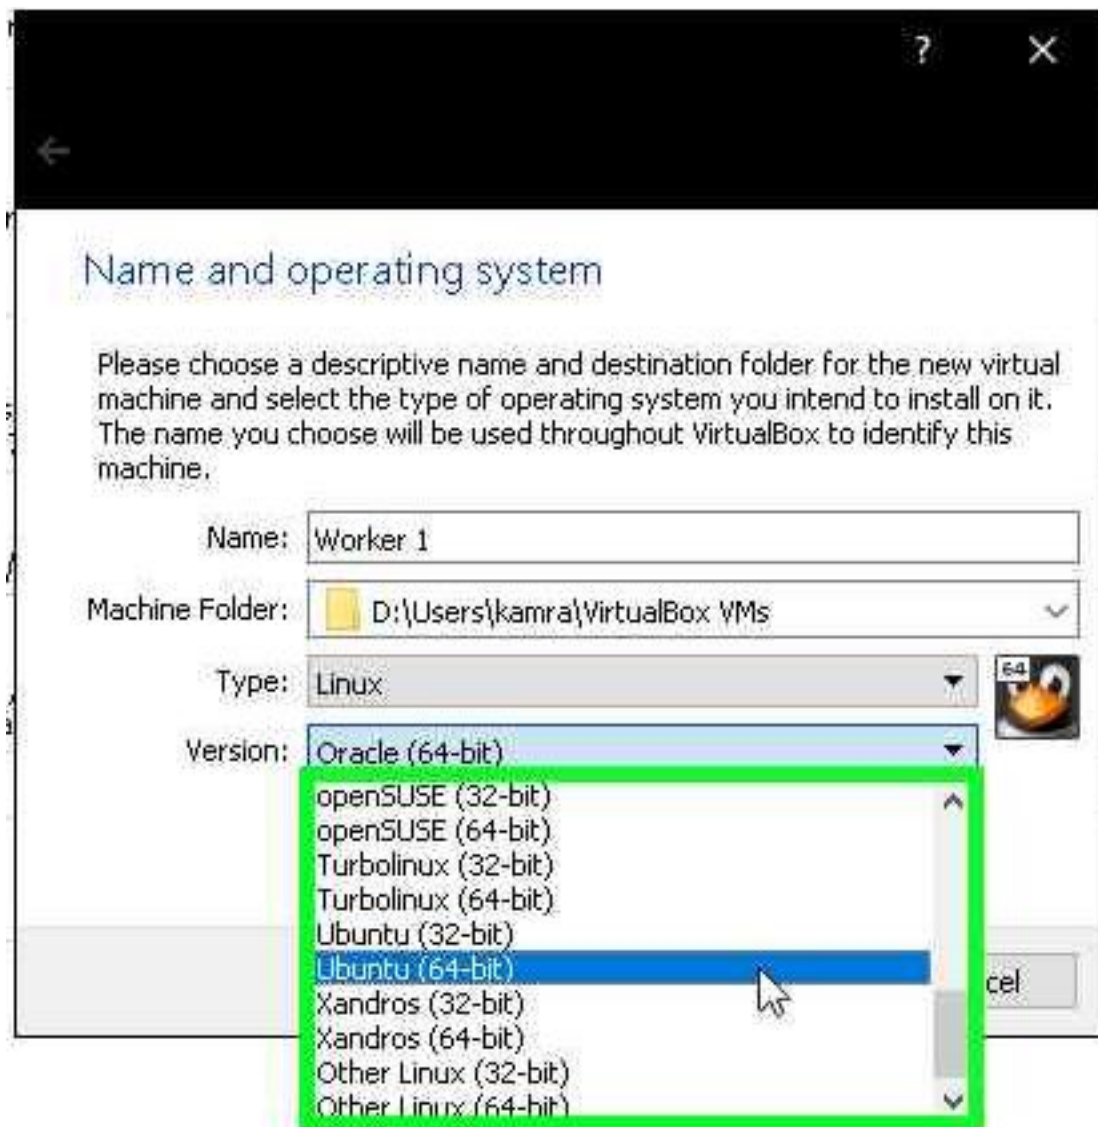 ?
Name and operating system
Please choose a descriptive name and destination folder for the new virtual
machine and select the type of operating system you intend to install on it.
The name you choose will be used throughout VirtualBox to identify this
machine.
Name: Worker 1
Machine Folder: D:\Users\kamra\VirtualBox VMs
Type: Linux
64
Version: Oracle (64-bit)
openSUSE (32-bit)
openSUSE (64-bit)
Turbolinux (32-bit)
Turbolinux (64-bit)
Ubuntu (32-bit)
Ubuntu (64-bit)
cel
Xandros (32-bit)
Xandros (64-bit)
Other Linux (32-bit)
Other Linux (64-bit)